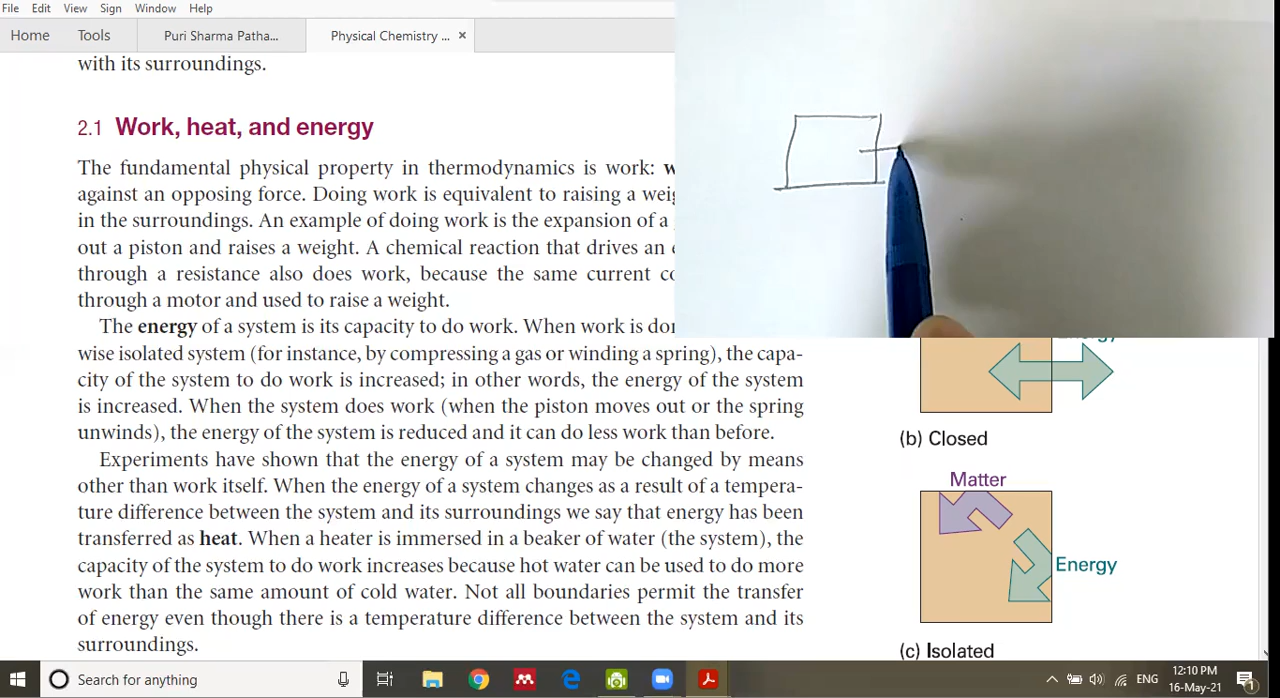 File Edit View Sign Window Help
Home Tools Puri Sharma Patha... Physical Chemistry ... ×
with its surroundings.
2.1 Work, heat, and energy
The fundamental physical property in thermodynamics is work:
against an opposing force. Doing work is equivalent to raising a
in the surroundings. An example of doing work is the expansion of a
out a piston and raises a weight. A chemical reaction that drives an
through a resistance also does work, because the same current
through a motor and used to raise a weight.
The energy of a system is its capacity to do work. When work is
wise isolated system (for instance, by compressing a gas or winding a spring), the capa-
city of the system to do work is increased; in other words, the energy of the system
is increased. When the system does work (when the piston moves out or the spring
unwinds), the energy of the system is reduced and it can do less work than before.
Experiments have shown that the energy of a system may be changed by means
other than work itself. When the energy of a system changes as a result of a tempera-
ture difference between the system and its surroundings we say that energy has been
transferred as heat. When a heater is immersed in a beaker of water (the system), the
capacity of the system to do work increases because hot water can be used to do more
work than the same amount of cold water. Not all boundaries permit the transfer
of energy even though there is a temperature difference between the system and its
surroundings.
(b) Closed
Matter
Energy
(c) Isolated
Search for anything
ENG
12:10 PM
16-May-21
1